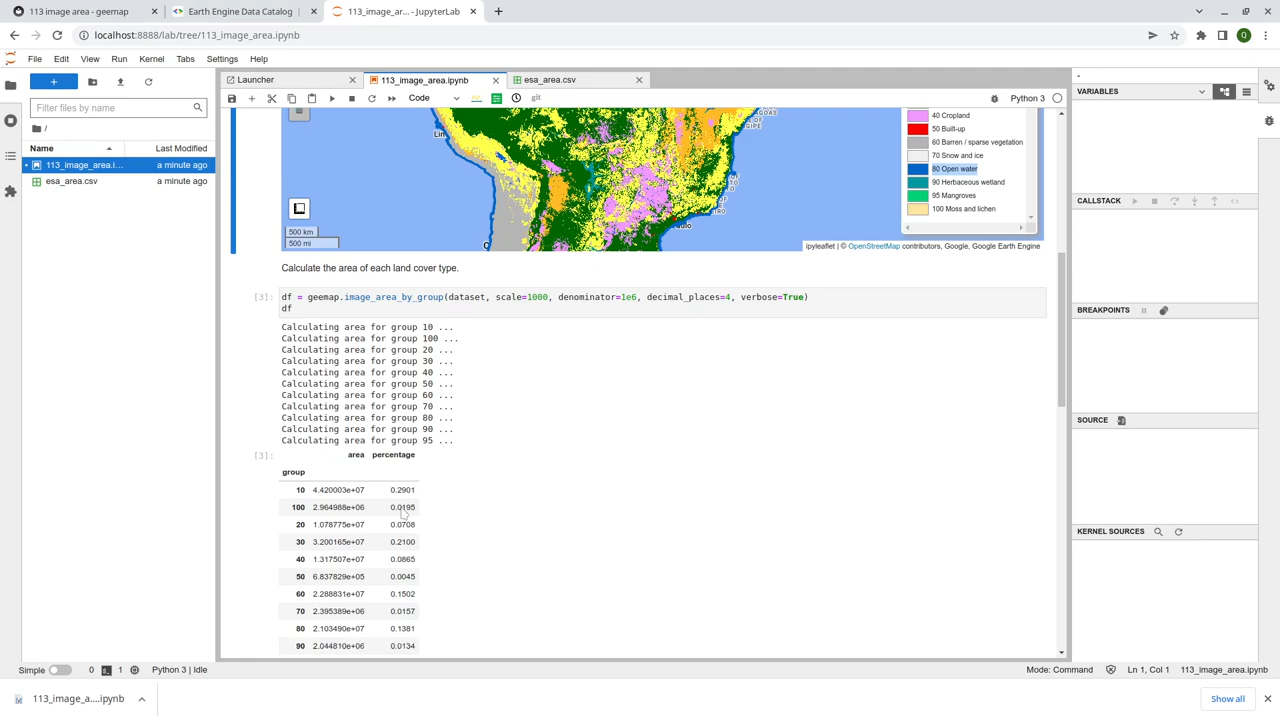 113 image area - geemap
Earth Engine Data Catalog
113_image_ar... - JupyterLab
localhost:8888/lab/tree/113_image_area.ipynb
Q
File Edit View Run Kernel Tabs Settings Help
Filter files by name
/
Name Last Modified
113_image_area.i... a minute ago
esa_area.csv a minute ago
Launcher
113_image_area.ipynb
esa_area.csv
Code
git
Python 3
Lim
500 km
500 mi
40 Cropland
50 Built-up
60 Barren / sparse vegetation
70 Snow and ice
80 Open water
90 Herbaceous wetland
95 Mangroves
100 Moss and lichen
ipyleaflet | © OpenStreetMap contributors, Google, Google Earth Engine
Calculate the area of each land cover type.
[3]:
df = geemap.image_area_by_group(dataset, scale=1000, denominator=1e6, decimal_places=4, verbose=True)
df
Calculating area for group 10 ...
Calculating area for group 100 ...
Calculating area for group 20 ...
Calculating area for group 30 ...
Calculating area for group 40 ...
Calculating area for group 50 ...
Calculating area for group 60 ...
Calculating area for group 70 ...
Calculating area for group 80 ...
Calculating area for group 90 ...
Calculating area for group 95 ...
[3]:
area percentage
group
10 4.420003e+07 0.2901
100 2.964988e+06 0.0195
20 1.078775e+07 0.0708
30 3.200165e+07 0.2100
40 1.317507e+07 0.0865
50 6.837829e+05 0.0045
60 2.288831e+07 0.1502
70 2.395389e+06 0.0157
80 2.103490e+07 0.1381
90 2.044810e+06 0.0134
VARIABLES
CALLSTACK
BREAKPOINTS
SOURCE
KERNEL SOURCES
Simple 0 1 Python 3 | Idle
Mode: Command Ln 1, Col 1 113_image_area.ipynb
113_image_a....ipynb
Show all